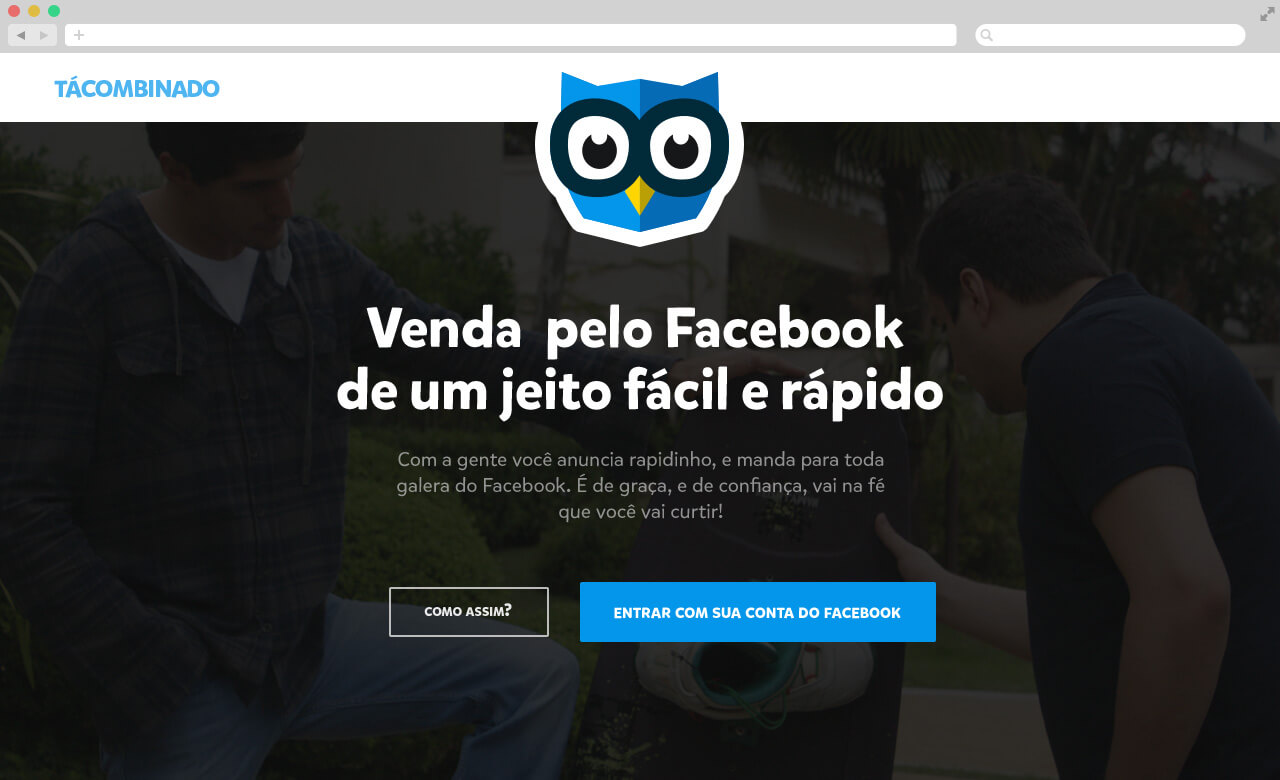 TÁCOMBINADO
Venda pelo Facebook
de um jeito fácil e rápido
Com a gente você anuncia rapidinho, e manda para toda
galera do Facebook. É de graça, e de confiança, vai na fé
que você vai curtir!
COMO ASSIM?
ENTRAR COM SUA CONTA DO FACEBOOK